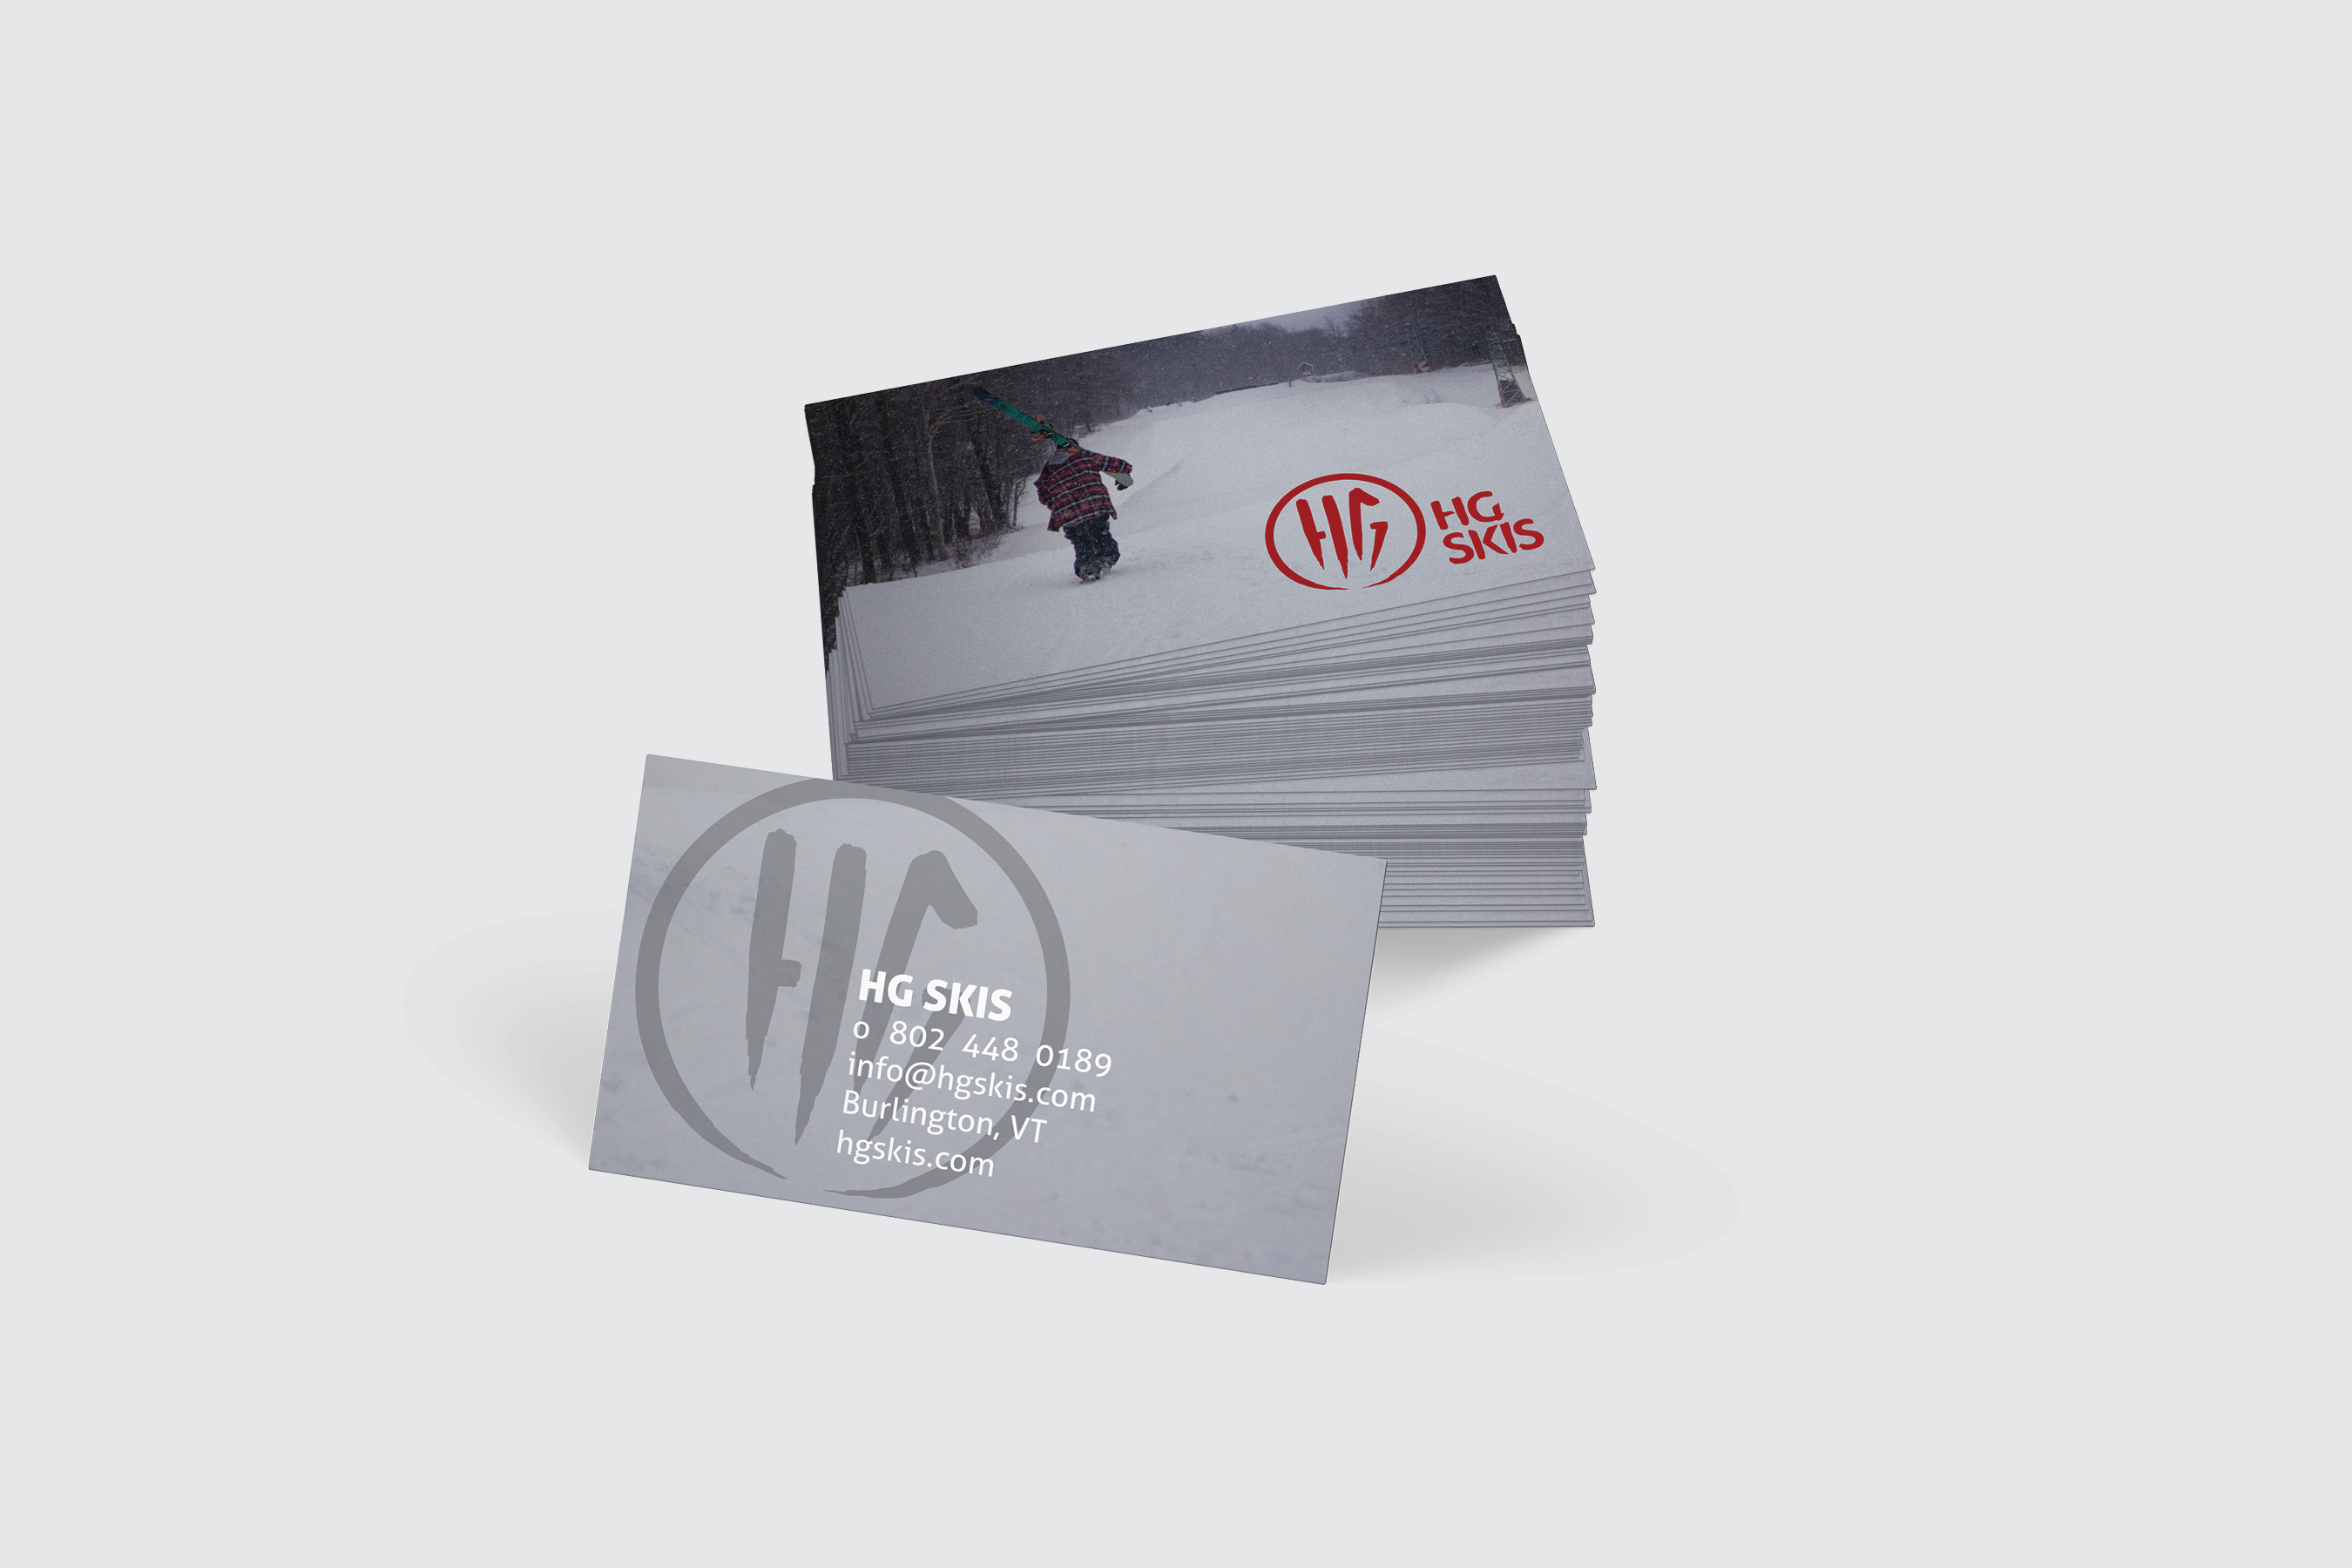 HG
HG
SKIS
HG
HG SKIS
o 802 448 0189
info@hgskis.com
Burlington, VT
hgskis.com